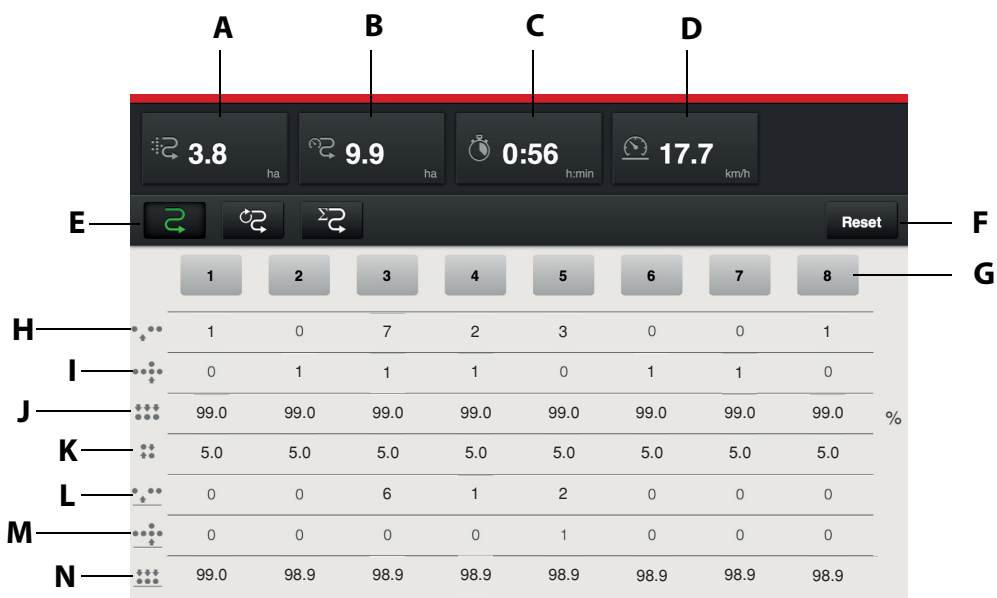 A B C D
3.8 ha 9.9 ha 0:56 h:min 17.7 km/h
E Σ Reset F
1 2 3 4 5 6 7 8 G
H 1 0 7 2 3 0 0 1
I 0 1 1 1 0 1 1 0
J 99.0 99.0 99.0 99.0 99.0 99.0 99.0 99.0 %
K 5.0 5.0 5.0 5.0 5.0 5.0 5.0 5.0
L 0 0 6 1 2 0 0 0
M 0 0 0 0 1 0 0 0
N 99.0 98.9 98.9 98.9 98.9 98.9 98.9 98.9